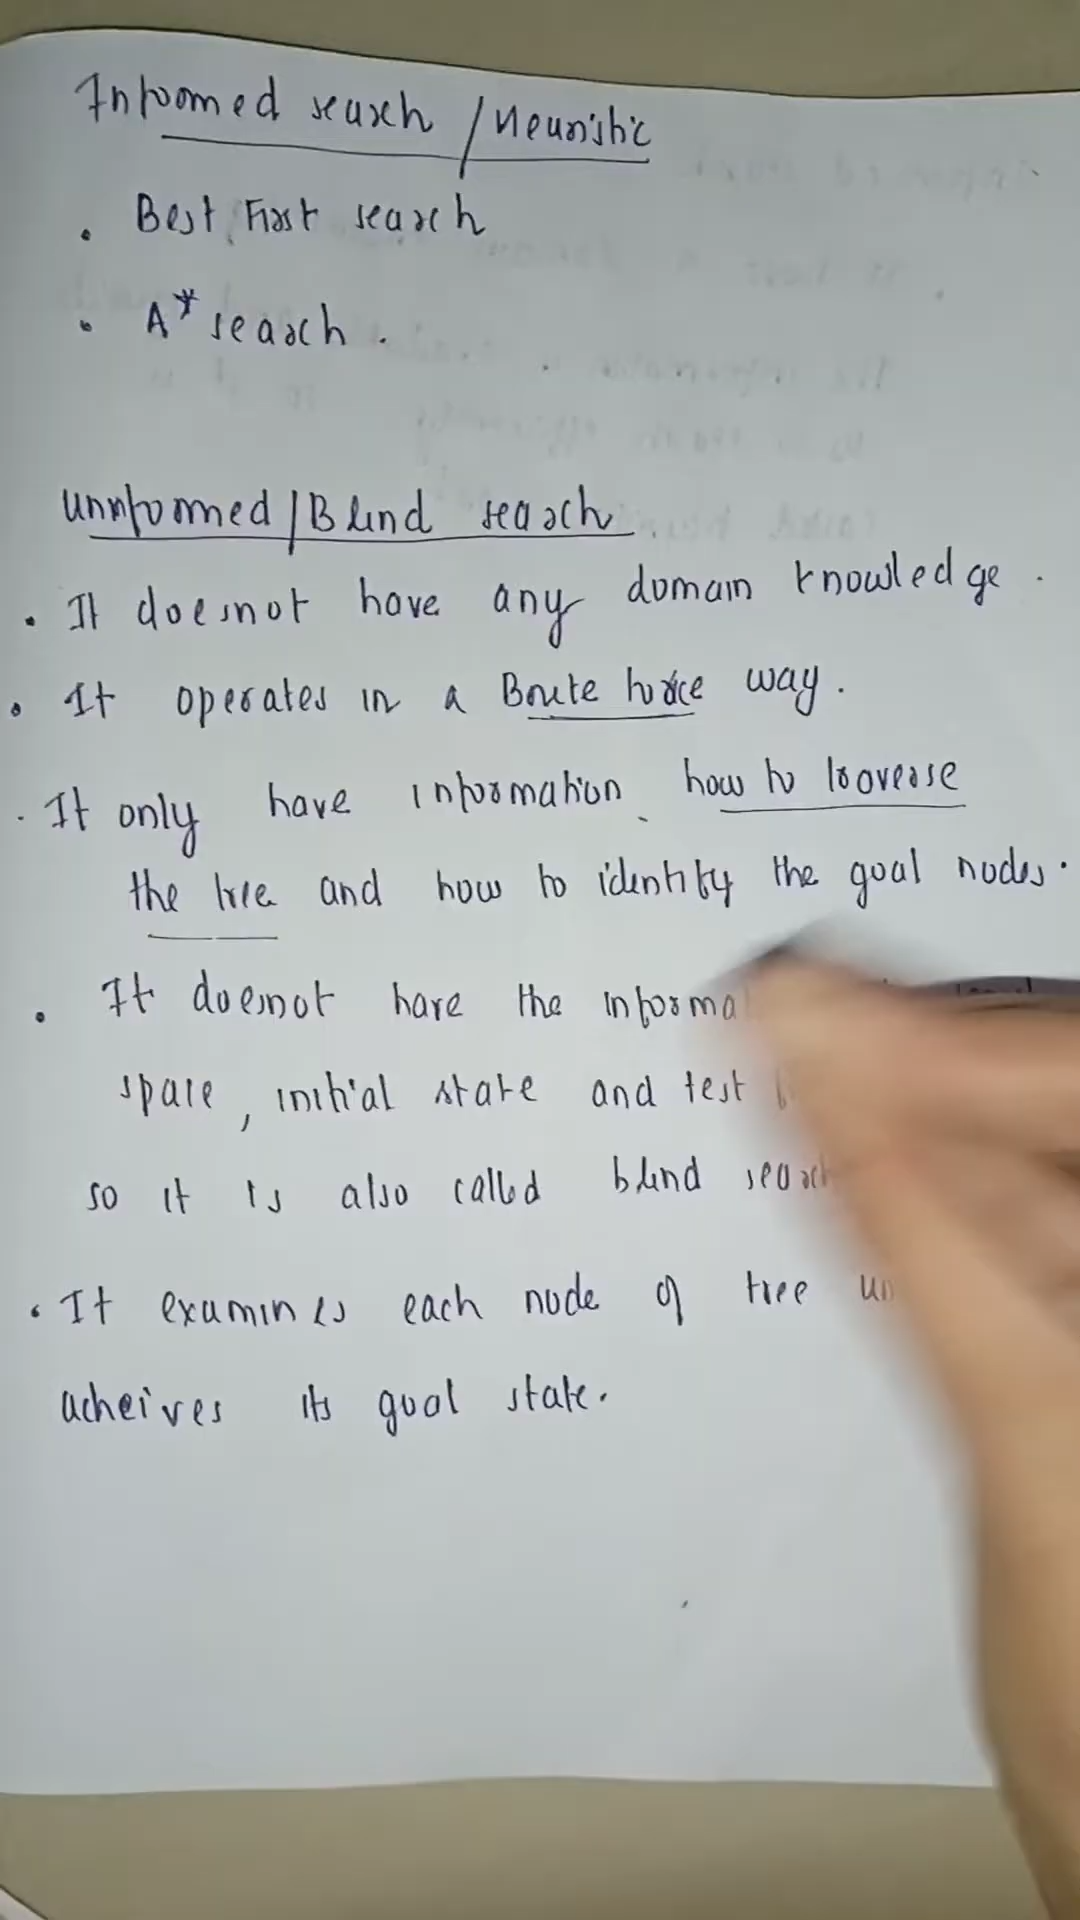 Informed search / Heuristic
. Best First search
. A* search.
Uninformed / Blind search
. It doesnot have any domain knowledge.
. It operates in a Brute force way.
. It only have information how to traverse
the tree and how to identify the goal nodes.
. It doesnot have the informa
space, initial state and test
so it is also called blind search
. It examines each node of tree un
acheives its goal state.